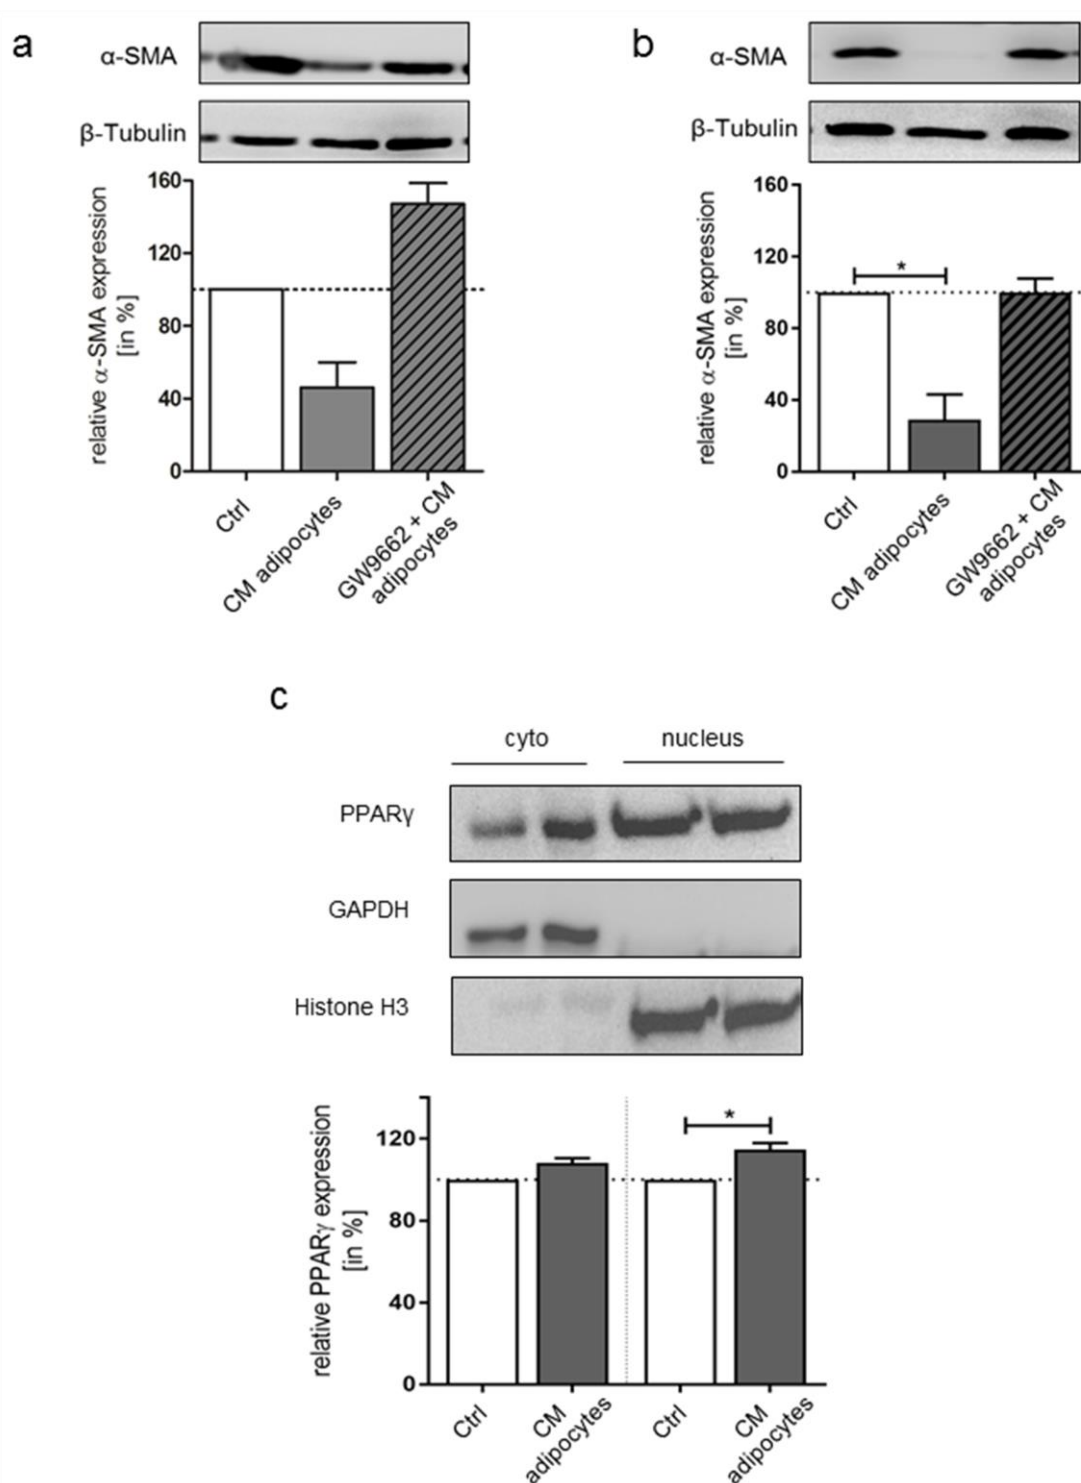 a
α-SMA
β-Tubulin
relative α-SMA expression
[in %]
160
120
80
40
0
Ctrl
CM adipocytes
GW9662 + CM
adipocytes
b
α-SMA
β-Tubulin
relative α-SMA expression
[in %]
160
120
80
40
0
*
Ctrl
CM adipocytes
GW9662 + CM
adipocytes
c
cyto
nucleus
PPARγ
GAPDH
Histone H3
relative PPARγ expression
[in %]
120
80
40
0
*
Ctrl
CM
adipocytes
Ctrl
CM
adipocytes